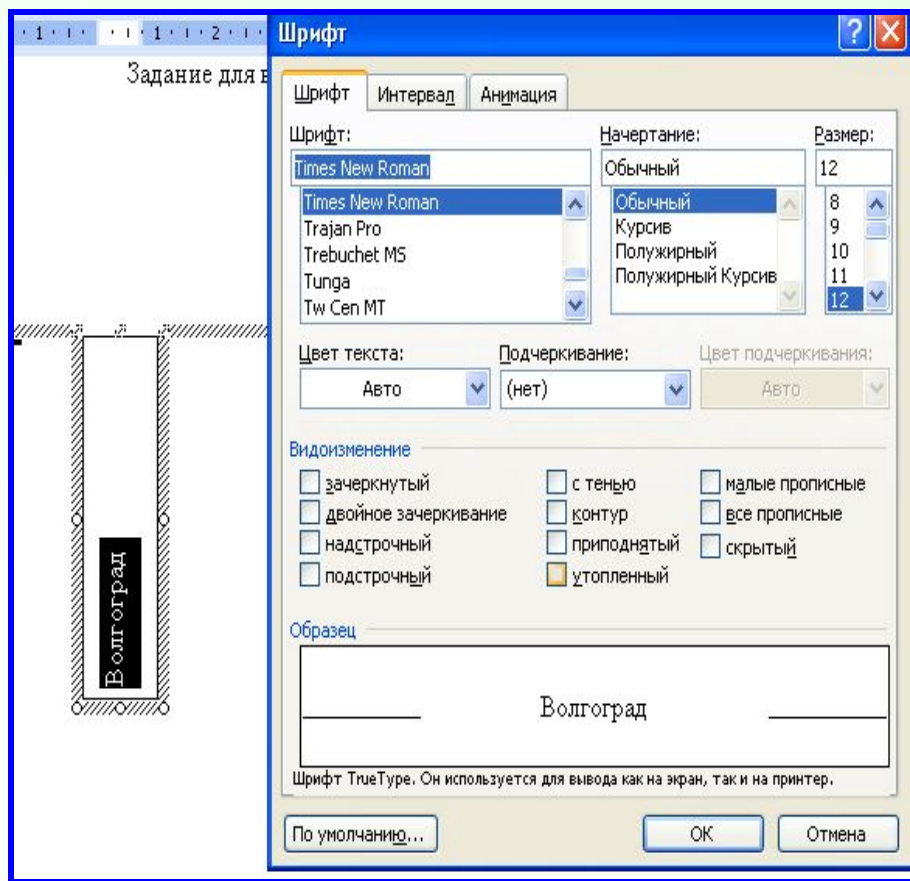 · 1 · ı · ı · 1 · ı · 2 · ı ·
Задание для в
Волгоград
Шрифт
Шрифт Интервал Анимация
Шрифт: Начертание: Размер:
Times New Roman Обычный 12
Times New Roman Обычный 8
Trajan Pro Курсив 9
Trebuchet MS Полужирный 10
Tunga Полужирный Курсив 11
Tw Cen MT 12
Цвет текста: Подчеркивание: Цвет подчеркивания:
Авто (нет) Авто
Видоизменение
зачеркнутый с тенью малые прописные
двойное зачеркивание контур все прописные
надстрочный приподнятый скрытый
подстрочный утопленный
Образец
Волгоград
Шрифт TrueType. Он используется для вывода как на экран, так и на принтер.
По умолчанию... ОК Отмена